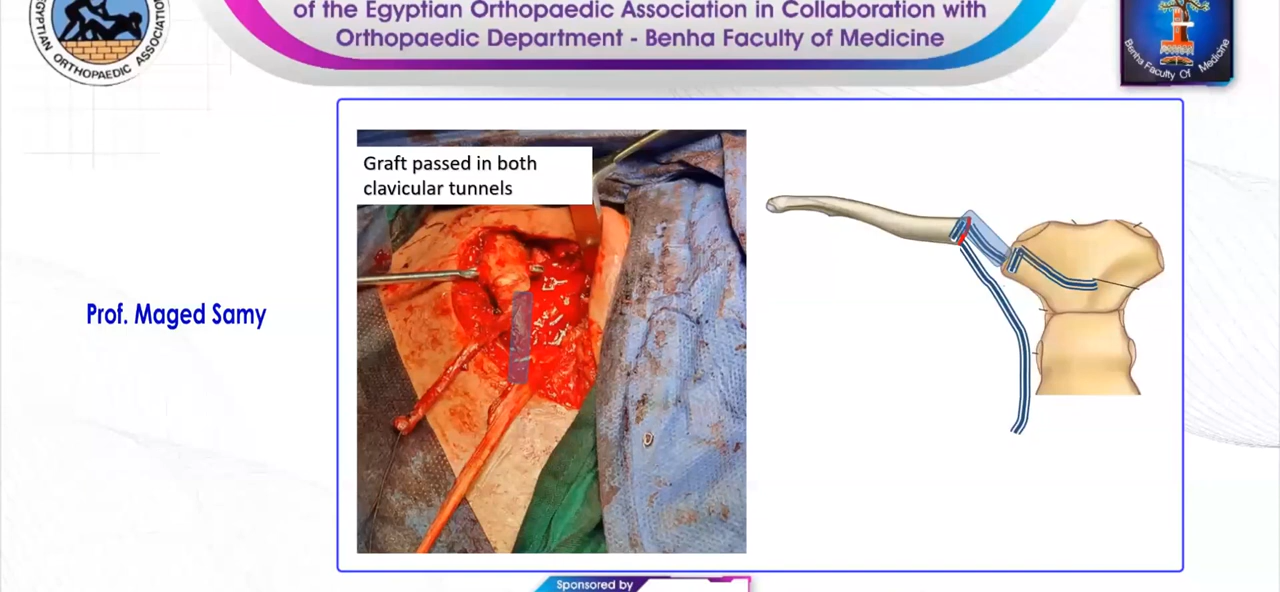 of the Egyptian Orthopaedic Association in Collaboration with
Orthopaedic Department - Benha Faculty of Medicine
EGYPTIAN ORTHOPAEDIC ASSOCIATION
Benha Faculty Of Medicine
Graft passed in both
clavicular tunnels
Prof. Maged Samy
Sponsored by